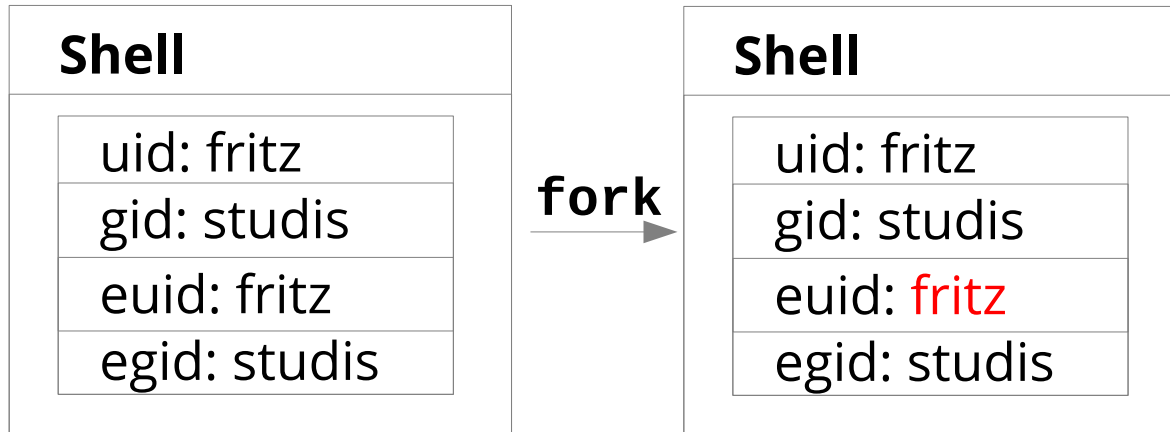 Shell
uid: fritz
gid: studis
euid: fritz
egid: studis
fork
Shell
uid: fritz
gid: studis
euid: fritz
egid: studis